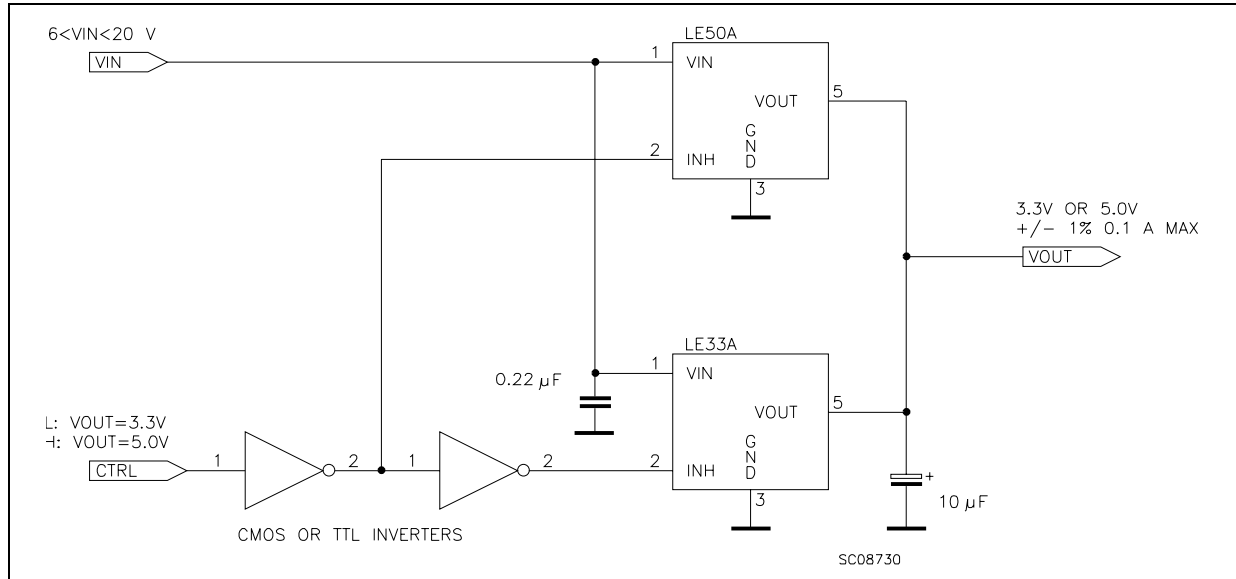 6<VIN<20 V
VIN
LE50A
1
VIN
VOUT
5
GND
2
INH
3
3.3V OR 5.0V
+/- 1% 0.1 A MAX
VOUT
LE33A
1
VIN
0.22 µF
VOUT
5
GND
L: VOUT=3.3V
H: VOUT=5.0V
CTRL
1
2
1
2
2
INH
3
+
10 µF
CMOS OR TTL INVERTERS
SC08730